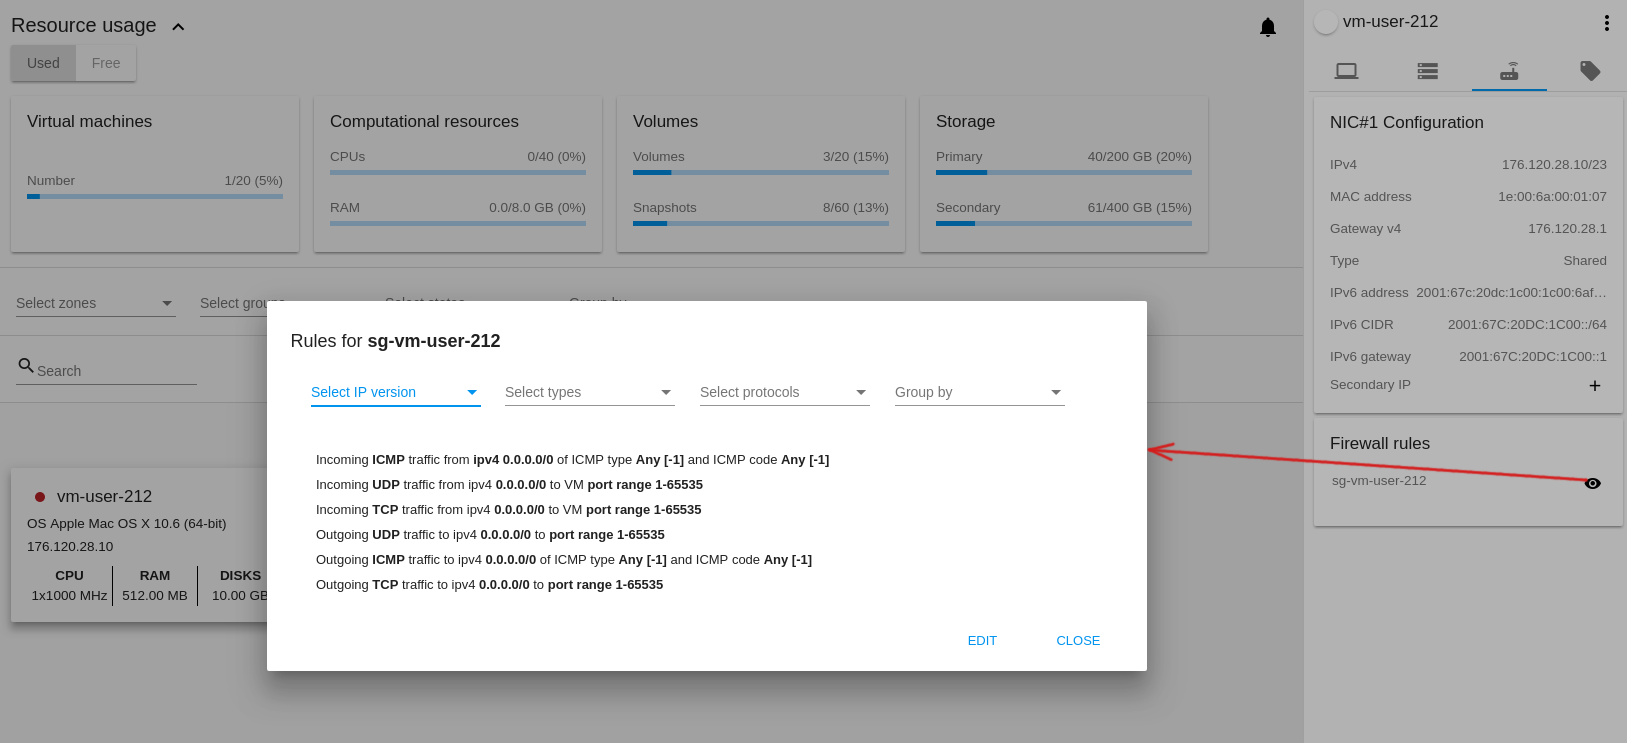 Resource usage
Used Free
Virtual machines
Number 1/20 (5%)
Computational resources
CPUs 0/40 (0%)
RAM 0.0/8.0 GB (0%)
Volumes
Volumes 3/20 (15%)
Snapshots 8/60 (13%)
Storage
Primary 40/200 GB (20%)
Secondary 61/400 GB (15%)
Select zones Select groups Select states Group by
Search
vm-user-212
OS Apple Mac OS X 10.6 (64-bit)
176.120.28.10
CPU RAM DISKS
1x1000 MHz 512.00 MB 10.00 GB
Rules for sg-vm-user-212
Select IP version Select types Select protocols Group by
Incoming ICMP traffic from ipv4 0.0.0.0/0 of ICMP type Any [-1] and ICMP code Any [-1]
Incoming UDP traffic from ipv4 0.0.0.0/0 to VM port range 1-65535
Incoming TCP traffic from ipv4 0.0.0.0/0 to VM port range 1-65535
Outgoing UDP traffic to ipv4 0.0.0.0/0 to port range 1-65535
Outgoing ICMP traffic to ipv4 0.0.0.0/0 of ICMP type Any [-1] and ICMP code Any [-1]
Outgoing TCP traffic to ipv4 0.0.0.0/0 to port range 1-65535
EDIT CLOSE
vm-user-212
NIC#1 Configuration
IPv4 176.120.28.10/23
MAC address 1e:00:6a:00:01:07
Gateway v4 176.120.28.1
Type Shared
IPv6 address 2001:67c:20dc:1c00:1c00:6af…
IPv6 CIDR 2001:67C:20DC:1C00::/64
IPv6 gateway 2001:67C:20DC:1C00::1
Secondary IP +
Firewall rules
sg-vm-user-212